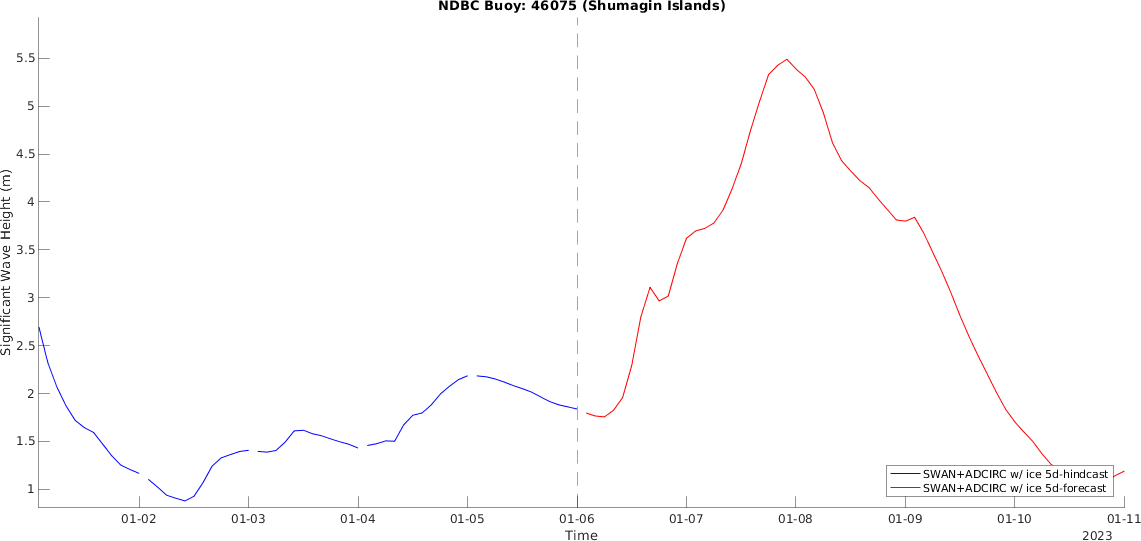 NDBC Buoy: 46075 (Shumagin Islands)
5.5
5
4.5
4
3.5
3
2.5
2
1.5
1
Significant Wave Height (m)
SWAN+ADCIRC w/ ice 5d-hindcast
SWAN+ADCIRC w/ ice 5d-forecast
01-02 01-03 01-04 01-05 01-06 01-07 01-08 01-09 01-10 01-11
Time
2023